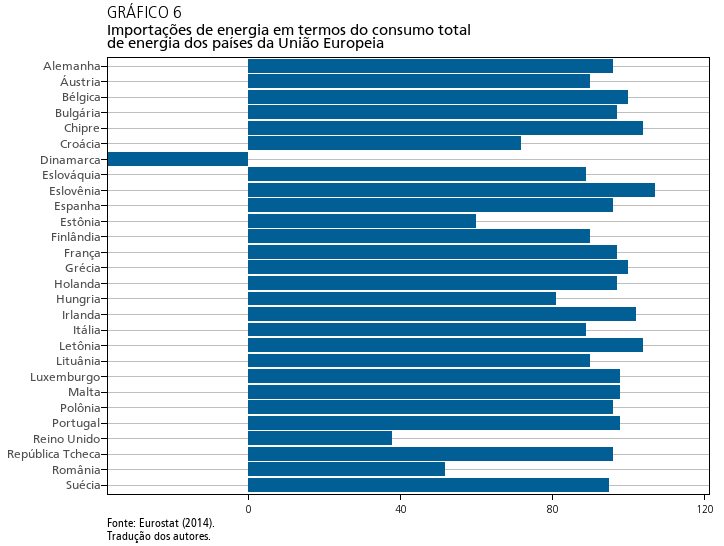 GRÁFICO 6
Importações de energia em termos do consumo total
de energia dos países da União Europeia
Alemanha
Áustria
Bélgica
Bulgária
Chipre
Croácia
Dinamarca
Eslováquia
Eslovênia
Espanha
Estônia
Finlândia
França
Grécia
Holanda
Hungria
Irlanda
Itália
Letônia
Lituânia
Luxemburgo
Malta
Polônia
Portugal
Reino Unido
República Tcheca
Romênia
Suécia
0 40 80 120
Fonte: Eurostat (2014).
Tradução dos autores.